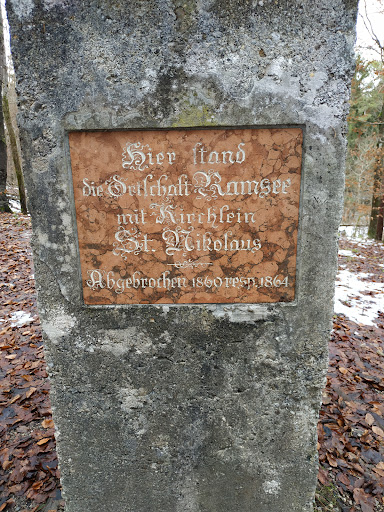 Hier stand
die Ortschaft Ramsee
mit Kirchlein
St. Nikolaus
Abgebrochen 1860 resp. 1864